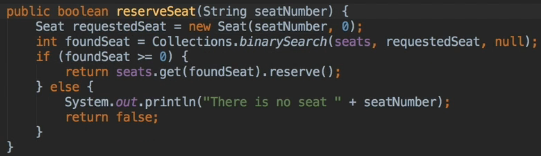 public boolean reserveSeat(String seatNumber) {
    Seat requestedSeat = new Seat(seatNumber, 0);
    int foundSeat = Collections.binarySearch(seats, requestedSeat, null);
    if (foundSeat >= 0) {
        return seats.get(foundSeat).reserve();
    } else {
        System.out.println("There is no seat " + seatNumber);
        return false;
    }
}